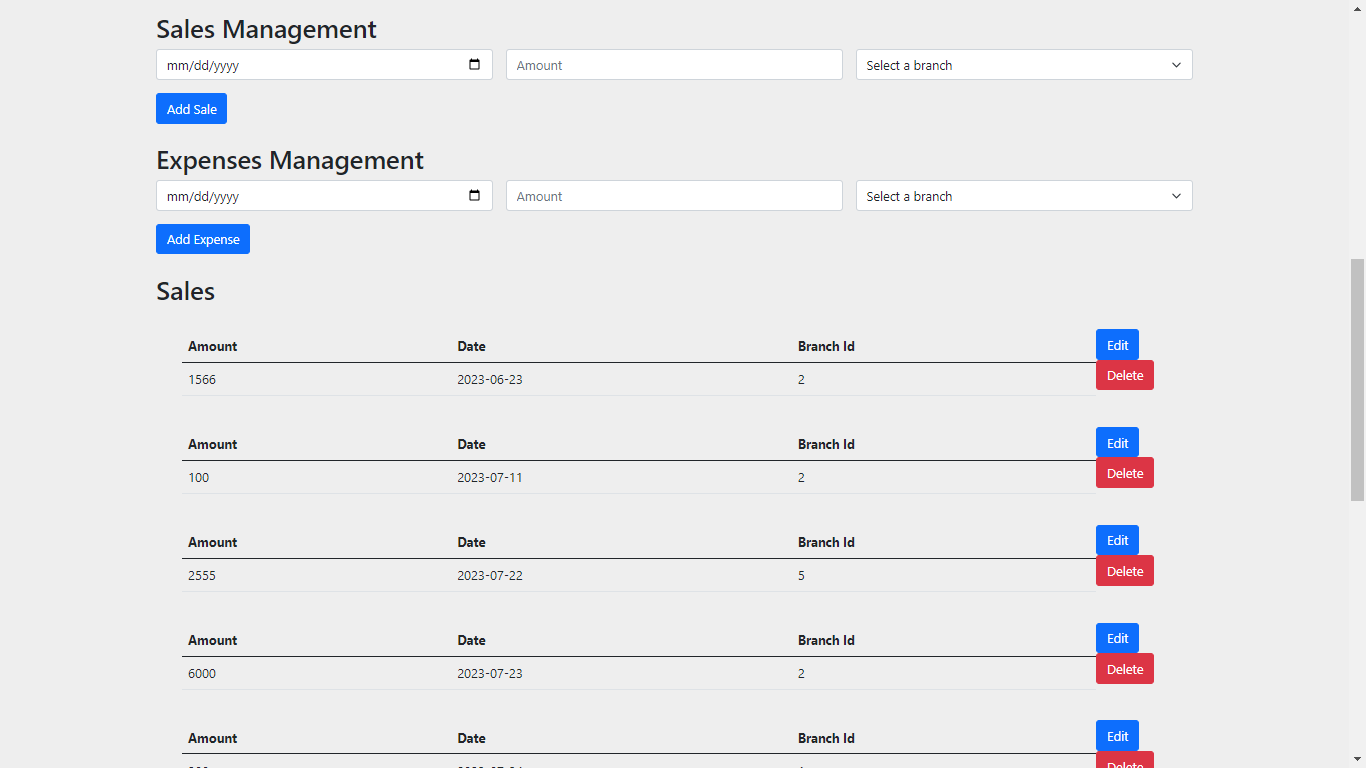 Sales Management
mm/dd/yyyy Amount Select a branch
Add Sale
Expenses Management
mm/dd/yyyy Amount Select a branch
Add Expense
Sales
Amount Date Branch Id Edit
1566 2023-06-23 2 Delete
Amount Date Branch Id Edit
100 2023-07-11 2 Delete
Amount Date Branch Id Edit
2555 2023-07-22 5 Delete
Amount Date Branch Id Edit
6000 2023-07-23 2 Delete
Amount Date Branch Id Edit
Delete